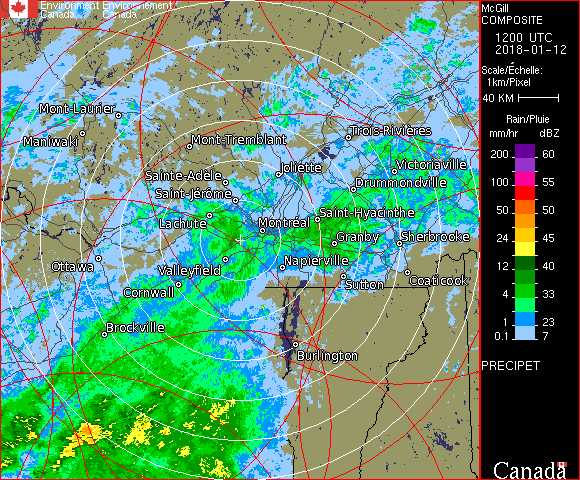 Environment Environnement
Canada Canada
McGill
COMPOSITE
1200 UTC
2018-01-12
Scale/Échelle:
1km/Pixel
40 KM
Rain/Pluie
mm/hr dBZ
200 60
100 55
50 50
24 45
12 40
4 33
1 23
0.1 7
PRECIPET
Canada
Mont-Laurier
Maniwaki
Mont-Tremblant
Trois-Rivières
Sainte-Adèle
Joliette
Victoriaville
Saint-Jérôme
Drummondville
Lachute
Montréal
Saint-Hyacinthe
Granby
Sherbrooke
Ottawa
Valleyfield
Napierville
Cornwall
Sutton
Coaticook
Brockville
Burlington